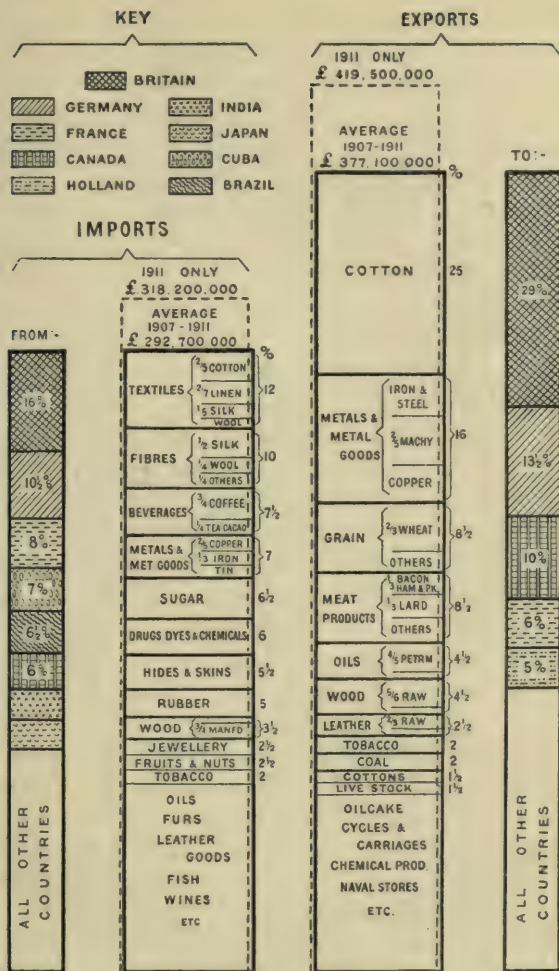 KEY
BRITAIN
GERMANY
INDIA
FRANCE
JAPAN
CANADA
CUBA
HOLLAND
BRAZIL
IMPORTS
1911 ONLY
£318,200,000
AVERAGE
1907-1911
£292,700,000
FROM:-
16%
10½%
8%
7%
6½%
6%
ALL OTHER
COUNTRIES
%
TEXTILES
⅖ COTTON
2/7 LINEN
⅕ SILK
WOOL
12
FIBRES
½ SILK
¼ WOOL
¼ OTHERS
10
BEVERAGES
¾ COFFEE
¼ TEA CACAO
7½
METALS &
MET GOODS
⅖ COPPER
⅓ IRON
TIN
7
SUGAR 6½
DRUGS DYES & CHEMICALS 6
HIDES & SKINS 5½
RUBBER 5
WOOD ¾ MANFD 3½
JEWELLERY 2½
FRUITS & NUTS 2½
TOBACCO 2
OILS
FURS
LEATHER
GOODS
FISH
WINES
ETC
EXPORTS
1911 ONLY
£ 419,500,000
AVERAGE
1907-1911
£ 377,100,000
%
COTTON 25
METALS &
METAL
GOODS
IRON &
STEEL
⅖ MACHY
COPPER
16
GRAIN
⅔ WHEAT
OTHERS
8½
MEAT
PRODUCTS
⅓ BACON
HAM & PK.
⅓ LARD
OTHERS
8½
OILS ⅘ PETRM 4½
WOOD ⅚ RAW 4½
LEATHER ⅔ RAW 2½
TOBACCO 2
COAL 2
COTTONS 1½
LIVE STOCK 1½
OILCAKE
CYCLES &
CARRIAGES
CHEMICAL PROD.
NAVAL STORES
ETC.
TO:-
29%
13½%
10%
6%
5%
ALL OTHER
COUNTRIES